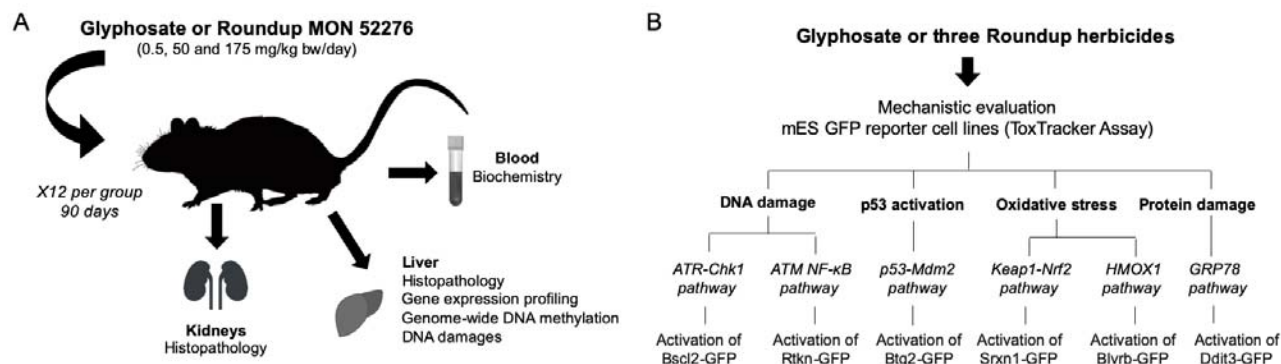 A
Glyphosate or Roundup MON 52276
(0.5, 50 and 175 mg/kg bw/day)
X12 per group
90 days
Blood
Biochemistry
Kidneys
Histopathology
Liver
Histopathology
Gene expression profiling
Genome-wide DNA methylation
DNA damages
B
Glyphosate or three Roundup herbicides
Mechanistic evaluation
mES GFP reporter cell lines (ToxTracker Assay)
DNA damage p53 activation Oxidative stress Protein damage
ATR-Chk1 ATM NF-κB p53-Mdm2 Keap1-Nrf2 HMOX1 GRP78
pathway pathway pathway pathway pathway pathway
Activation of Activation of Activation of Activation of Activation of Activation of
Bscl2-GFP Rtkn-GFP Btg2-GFP Srxn1-GFP Blvrb-GFP Ddit3-GFP